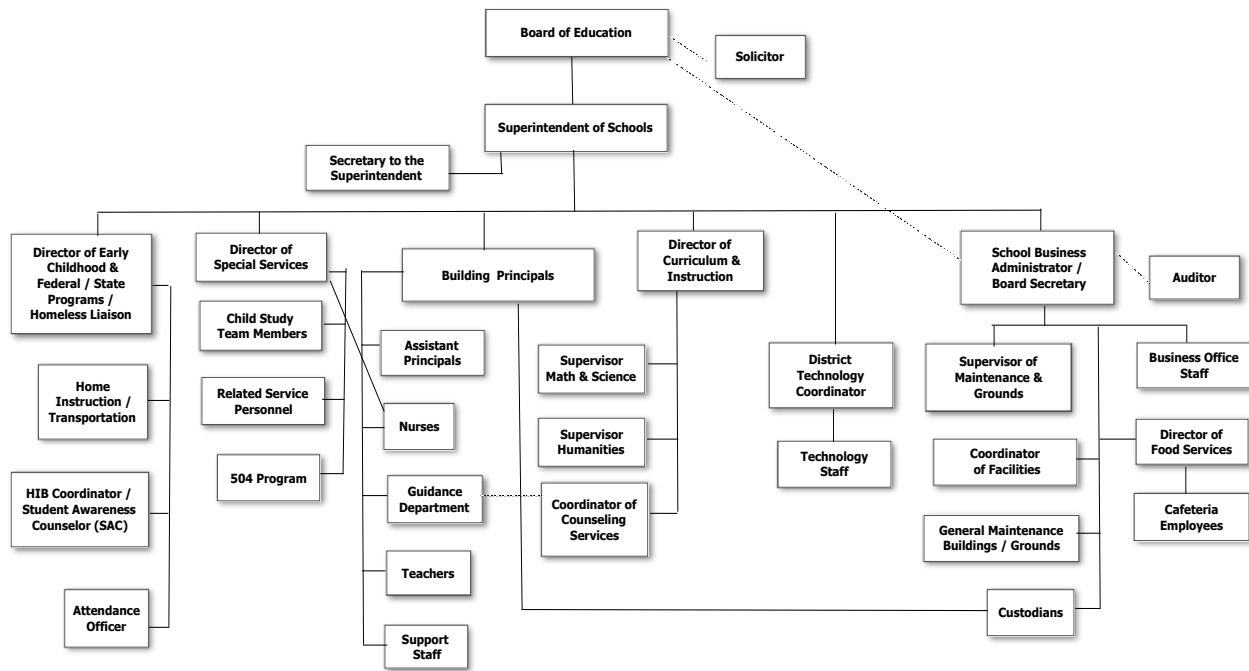 Board of Education
Solicitor
Superintendent of Schools
Secretary to the
Superintendent
Director of Early
Childhood &
Federal / State
Programs /
Homeless Liaison
Director of
Special Services
Building Principals
Director of
Curriculum &
Instruction
School Business
Administrator /
Board Secretary
Auditor
Child Study
Team Members
Assistant
Principals
Supervisor
Math & Science
District
Technology
Coordinator
Supervisor of
Maintenance &
Grounds
Business Office
Staff
Home
Instruction /
Transportation
Related Service
Personnel
Nurses
Supervisor
Humanities
Technology
Staff
Coordinator
of Facilities
Director of
Food Services
504 Program
HIB Coordinator /
Student Awareness
Counselor (SAC)
Guidance
Department
Coordinator of
Counseling
Services
General Maintenance
Buildings / Grounds
Cafeteria
Employees
Teachers
Attendance
Officer
Custodians
Support
Staff